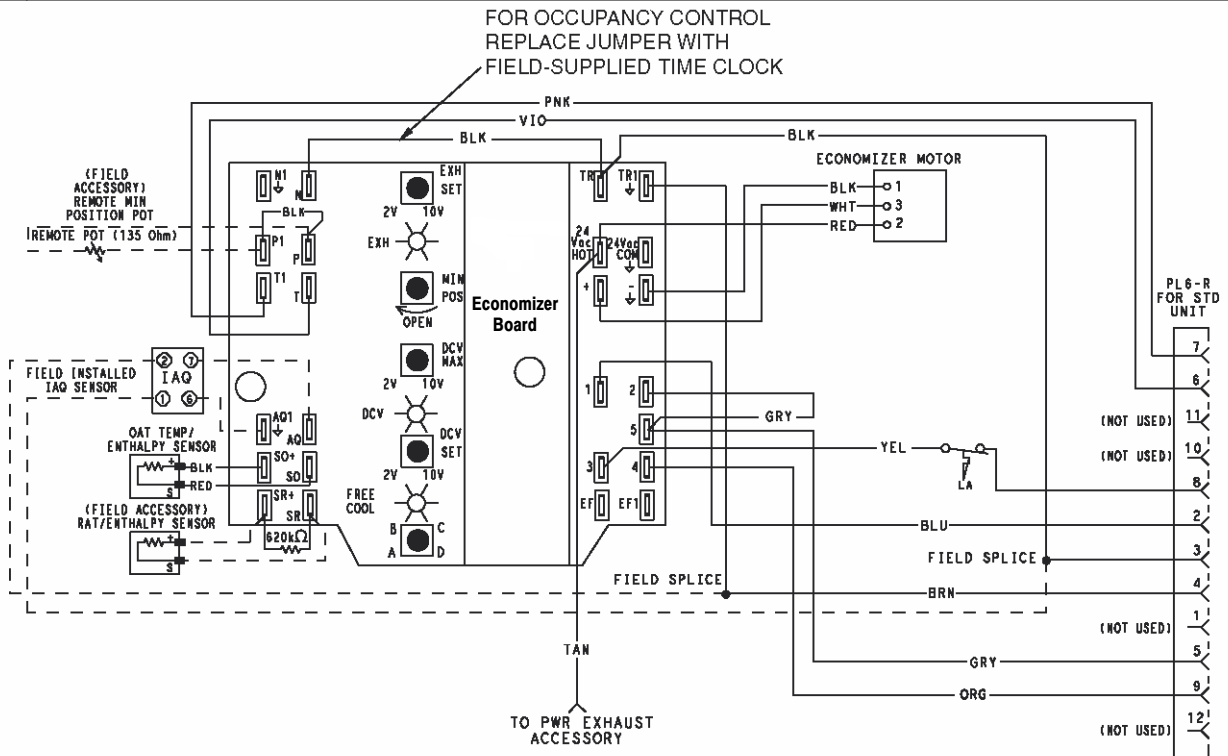 FOR OCCUPANCY CONTROL
REPLACE JUMPER WITH
FIELD-SUPPLIED TIME CLOCK
PNK
VIO
BLK
BLK
ECONOMIZER MOTOR
BLK
1
WHT
3
RED
2
(FIELD
ACCESSORY)
REMOTE MIN
POSITION POT
REMOTE POT (135 Ohm)
N1
N
BLK
P1
P
T1
T
EXH
SET
2V 10V
EXH
MIN
POS
OPEN
Economizer
Board
DCV
MAX
2V 10V
DCV
DCV
SET
2V 10V
FREE
COOL
B C
A D
TR
TR1
24
Vac
HOT
24Vac
COM
+
-
1
2
GRY
5
3
4
EF
EF1
FIELD INSTALLED
IAQ SENSOR
2
7
IAQ
1
6
AQ1
AQ
OAT TEMP/
ENTHALPY SENSOR
+
S
BLK
RED
SO+
SO
(FIELD ACCESSORY)
RAT/ENTHALPY SENSOR
+
S
SR+
SR
620kΩ
YEL
LA
BLU
FIELD SPLICE
FIELD SPLICE
BRN
GRY
ORG
TAN
TO PWR EXHAUST
ACCESSORY
PL6-R
FOR STD
UNIT
7
6
(NOT USED) 11
(NOT USED) 10
8
2
3
4
(NOT USED) 1
5
9
(NOT USED) 12